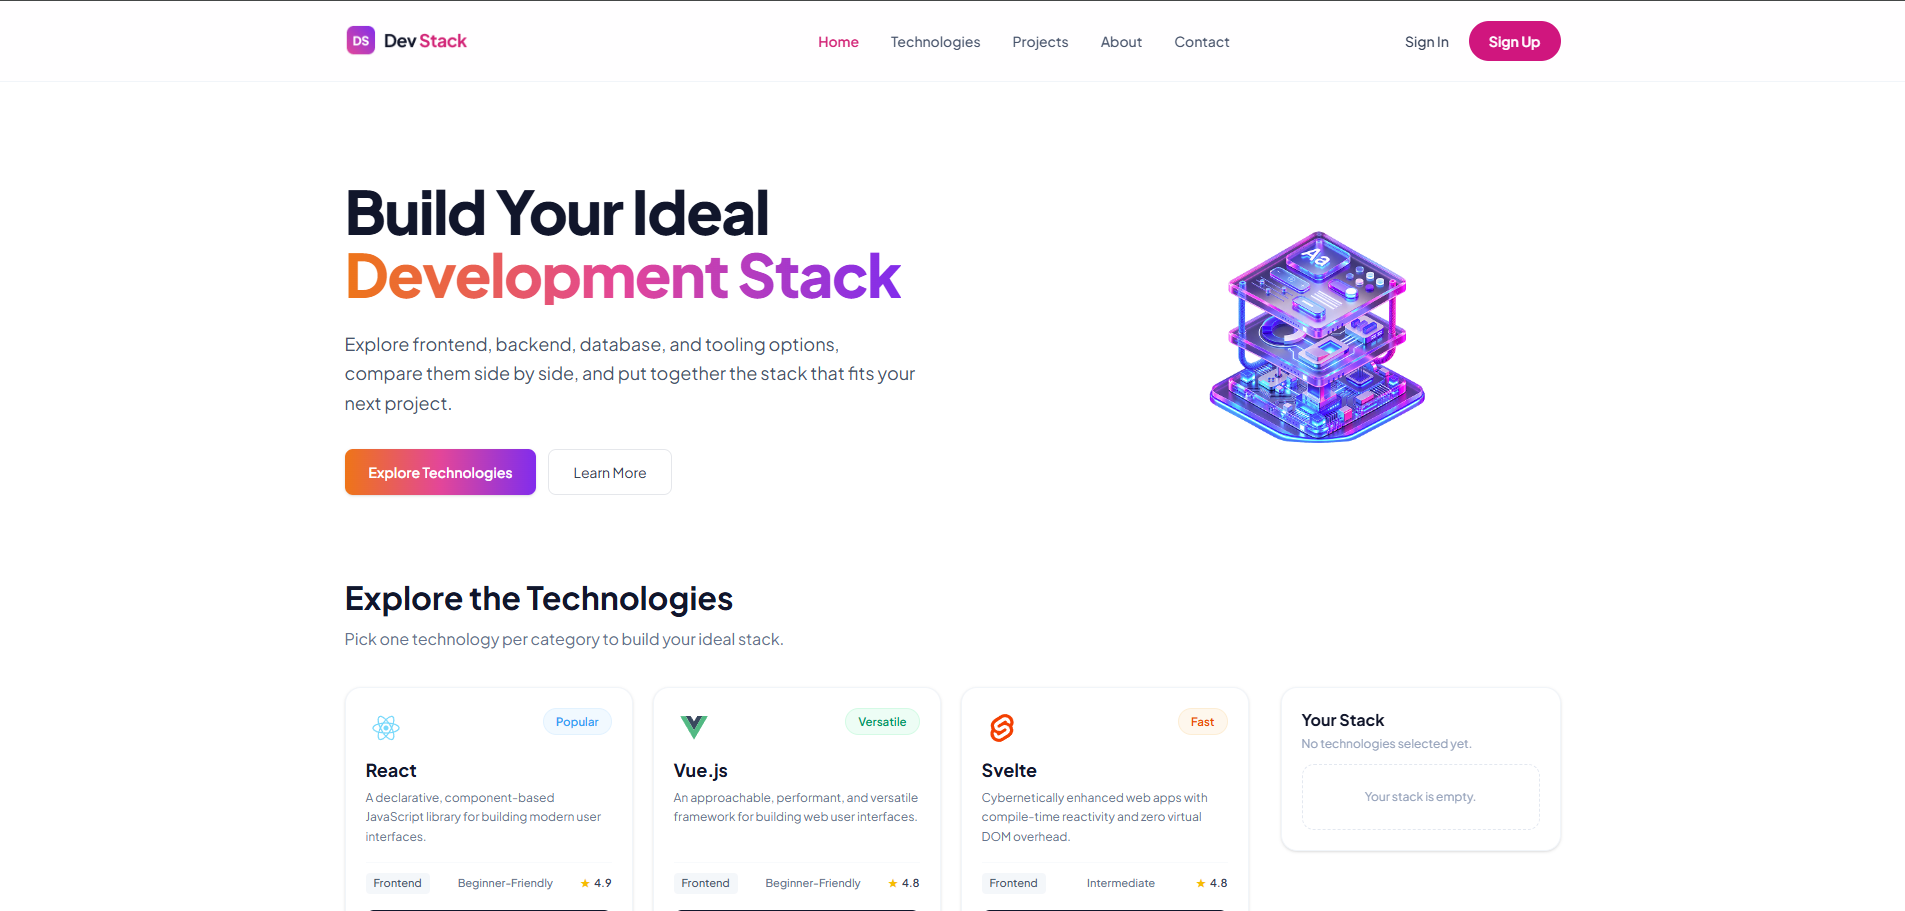 DS Dev Stack
Home Technologies Projects About Contact
Sign In Sign Up
Build Your Ideal
Development Stack
Explore frontend, backend, database, and tooling options,
compare them side by side, and put together the stack that fits your
next project.
Explore Technologies Learn More
Aa
Explore the Technologies
Pick one technology per category to build your ideal stack.
Popular
React
A declarative, component-based
JavaScript library for building modern user
interfaces.
Frontend Beginner-Friendly ★ 4.9
Versatile
Vue.js
An approachable, performant, and versatile
framework for building web user interfaces.
Frontend Beginner-Friendly ★ 4.8
Fast
Svelte
Cybernetically enhanced web apps with
compile-time reactivity and zero virtual
DOM overhead.
Frontend Intermediate ★ 4.8
Your Stack
No technologies selected yet.
Your stack is empty.